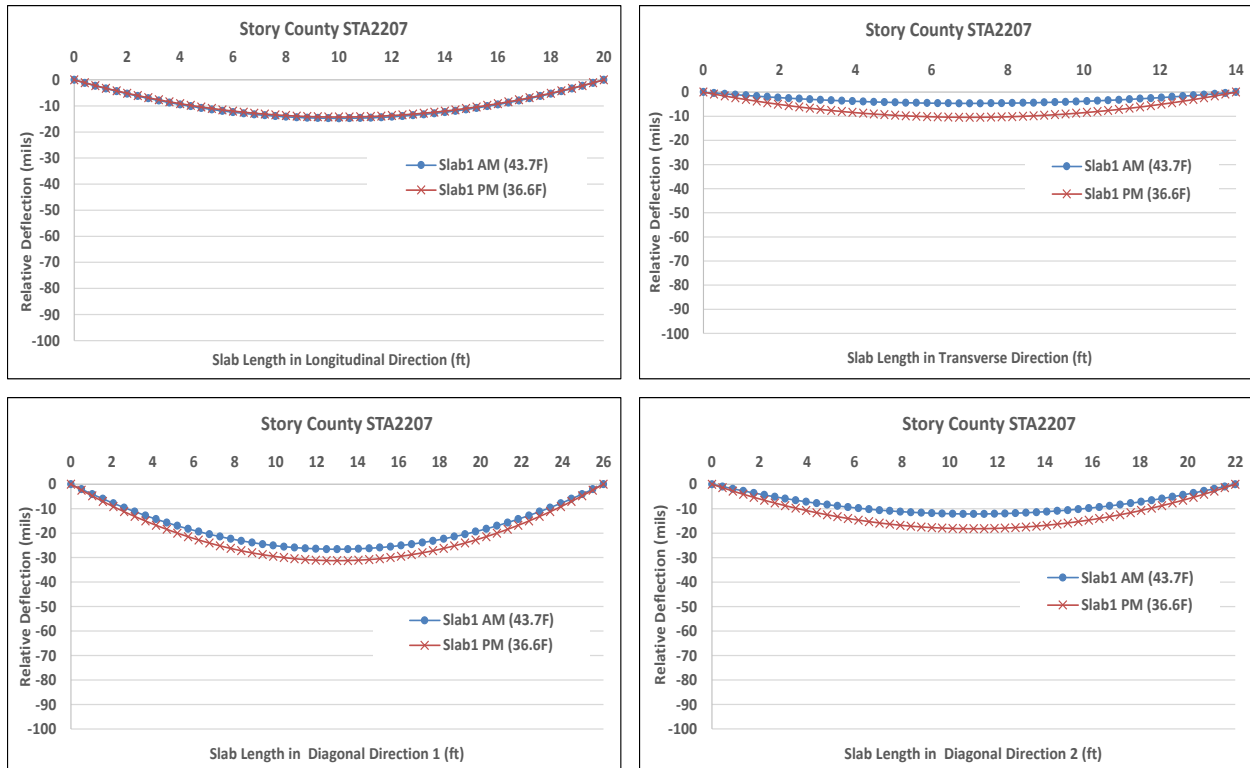 Story County STA2207
0 2 4 6 8 10 12 14 16 18 20
0
-10
-20
-30
-40
-50
-60
-70
-80
-90
-100
Relative Deflection (mils)
Slab1 AM (43.7F)
Slab1 PM (36.6F)
Slab Length in Longitudinal Direction (ft)
Story County STA2207
0 2 4 6 8 10 12 14
0
-10
-20
-30
-40
-50
-60
-70
-80
-90
-100
Relative Deflection (mils)
Slab1 AM (43.7F)
Slab1 PM (36.6F)
Slab Length in Transverse Direction (ft)
Story County STA2207
0 2 4 6 8 10 12 14 16 18 20 22 24 26
0
-10
-20
-30
-40
-50
-60
-70
-80
-90
-100
Relative Deflection (mils)
Slab1 AM (43.7F)
Slab1 PM (36.6F)
Slab Length in Diagonal Direction 1 (ft)
Story County STA2207
0 2 4 6 8 10 12 14 16 18 20 22
0
-10
-20
-30
-40
-50
-60
-70
-80
-90
-100
Relative Deflection (mils)
Slab1 AM (43.7F)
Slab1 PM (36.6F)
Slab Length in Diagonal Direction 2 (ft)